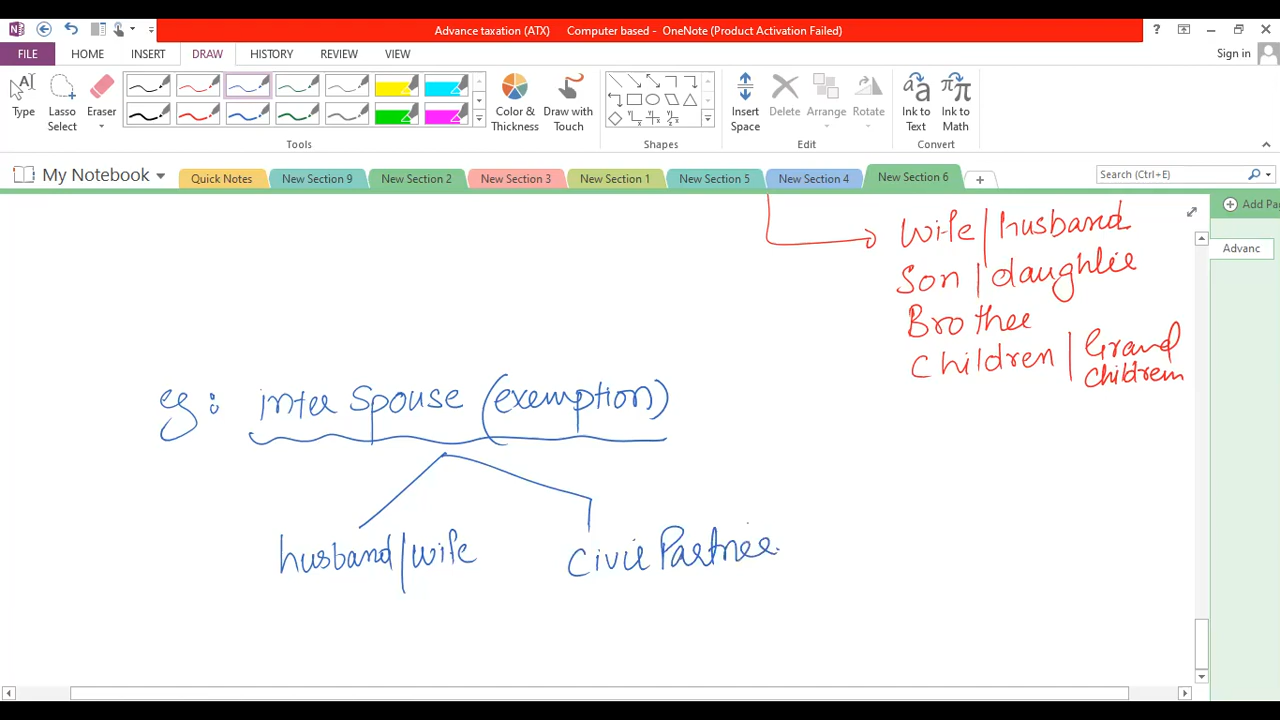 Advance taxation (ATX) Computer based - OneNote (Product Activation Failed)
?
FILE HOME INSERT DRAW HISTORY REVIEW VIEW
Sign in
Type
Lasso Select
Eraser
Color & Thickness
Draw with Touch
Insert Space
Delete
Arrange
Rotate
Ink to Text
Ink to Math
Tools
Shapes
Edit
Convert
My Notebook Quick Notes New Section 9 New Section 2 New Section 3 New Section 1 New Section 5 New Section 4 New Section 6
Search (Ctrl+E)
Add Pa
Advanc
Wife | husband
Son | daughter
Brother
Children | Grand
children
eg: inter Spouse (exemption)
husband/wife
civil Partner.